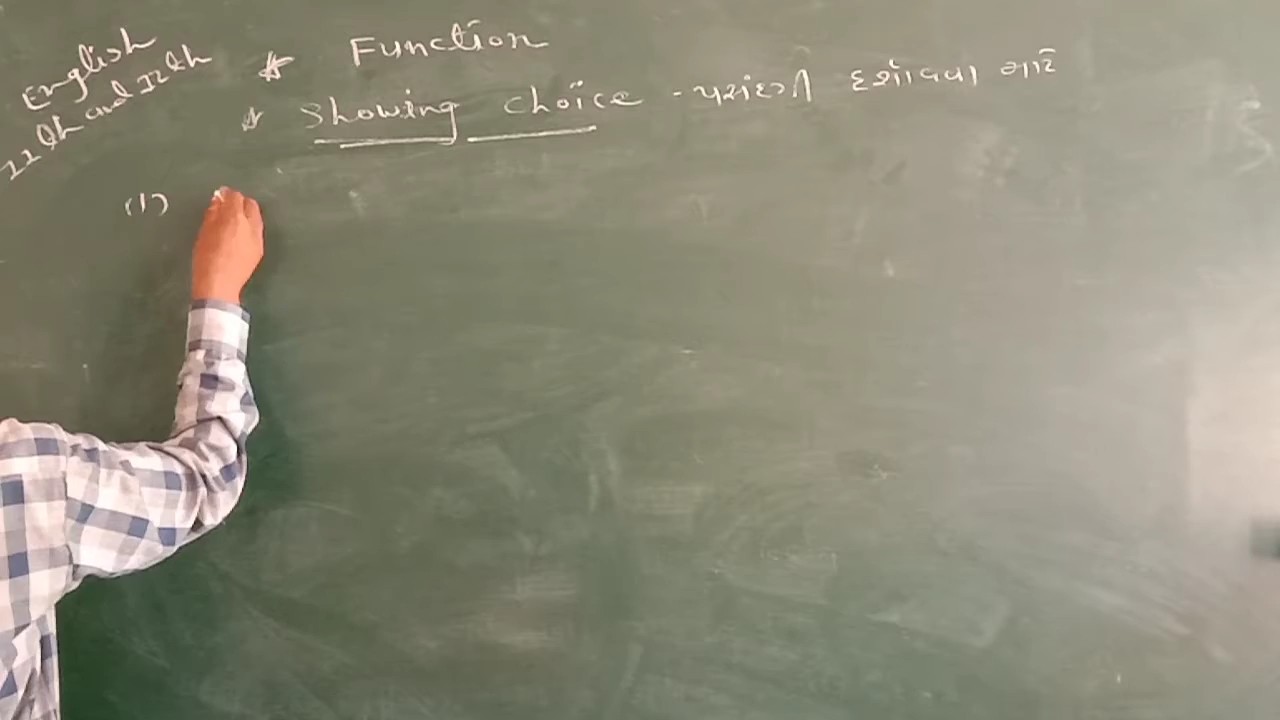 English
11th and 12th
* Function
* Showing choice - પસંદગી દર્શાવવા માટે
(1)